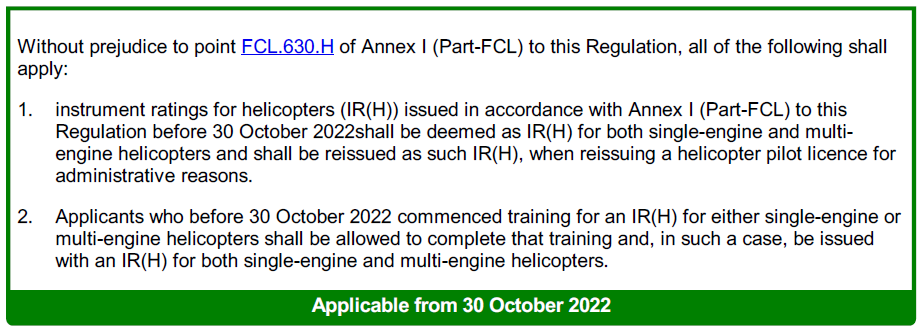 Without prejudice to point FCL.630.H of Annex I (Part-FCL) to this Regulation, all of the following shall
apply:
1. instrument ratings for helicopters (IR(H)) issued in accordance with Annex I (Part-FCL) to this
Regulation before 30 October 2022shall be deemed as IR(H) for both single-engine and multi-
engine helicopters and shall be reissued as such IR(H), when reissuing a helicopter pilot licence for
administrative reasons.
2. Applicants who before 30 October 2022 commenced training for an IR(H) for either single-engine or
multi-engine helicopters shall be allowed to complete that training and, in such a case, be issued
with an IR(H) for both single-engine and multi-engine helicopters.
Applicable from 30 October 2022